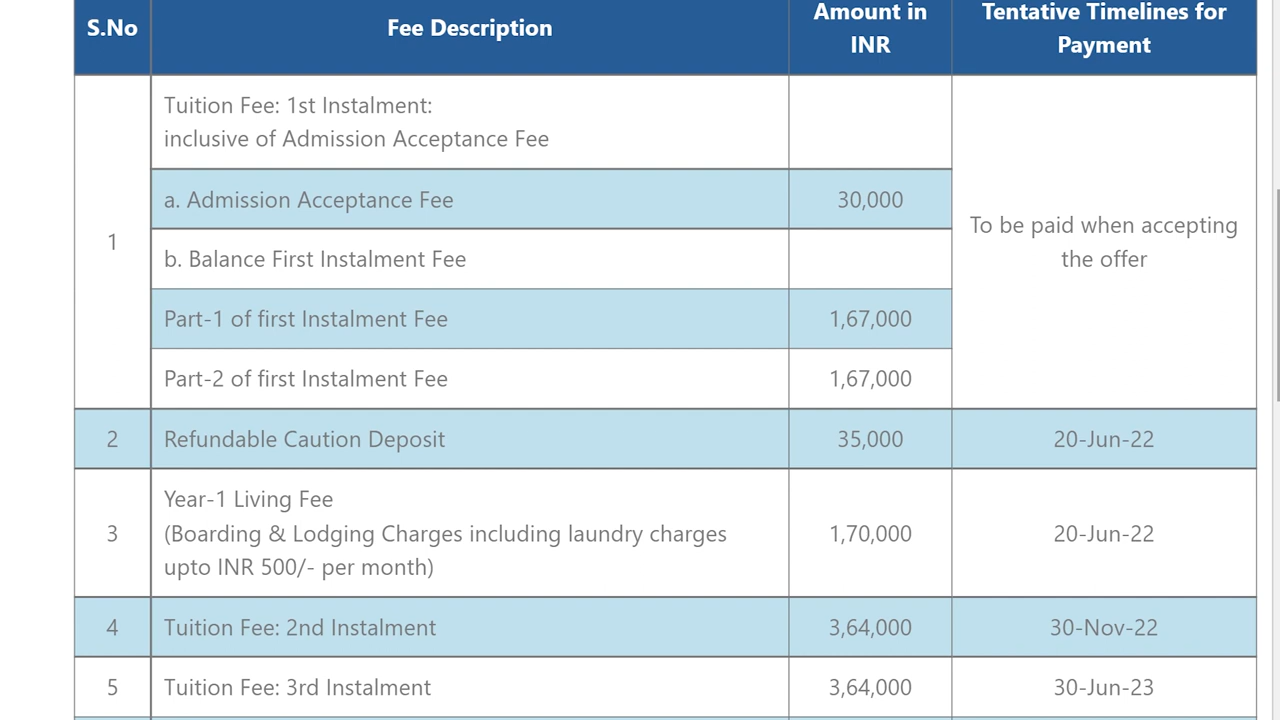 S.No
Fee Description
Amount in
INR
Tentative Timelines for
Payment
1
Tuition Fee: 1st Instalment:
inclusive of Admission Acceptance Fee
a. Admission Acceptance Fee
30,000
b. Balance First Instalment Fee
Part-1 of first Instalment Fee
1,67,000
Part-2 of first Instalment Fee
1,67,000
To be paid when accepting
the offer
2
Refundable Caution Deposit
35,000
20-Jun-22
3
Year-1 Living Fee
(Boarding & Lodging Charges including laundry charges
upto INR 500/- per month)
1,70,000
20-Jun-22
4
Tuition Fee: 2nd Instalment
3,64,000
30-Nov-22
5
Tuition Fee: 3rd Instalment
3,64,000
30-Jun-23